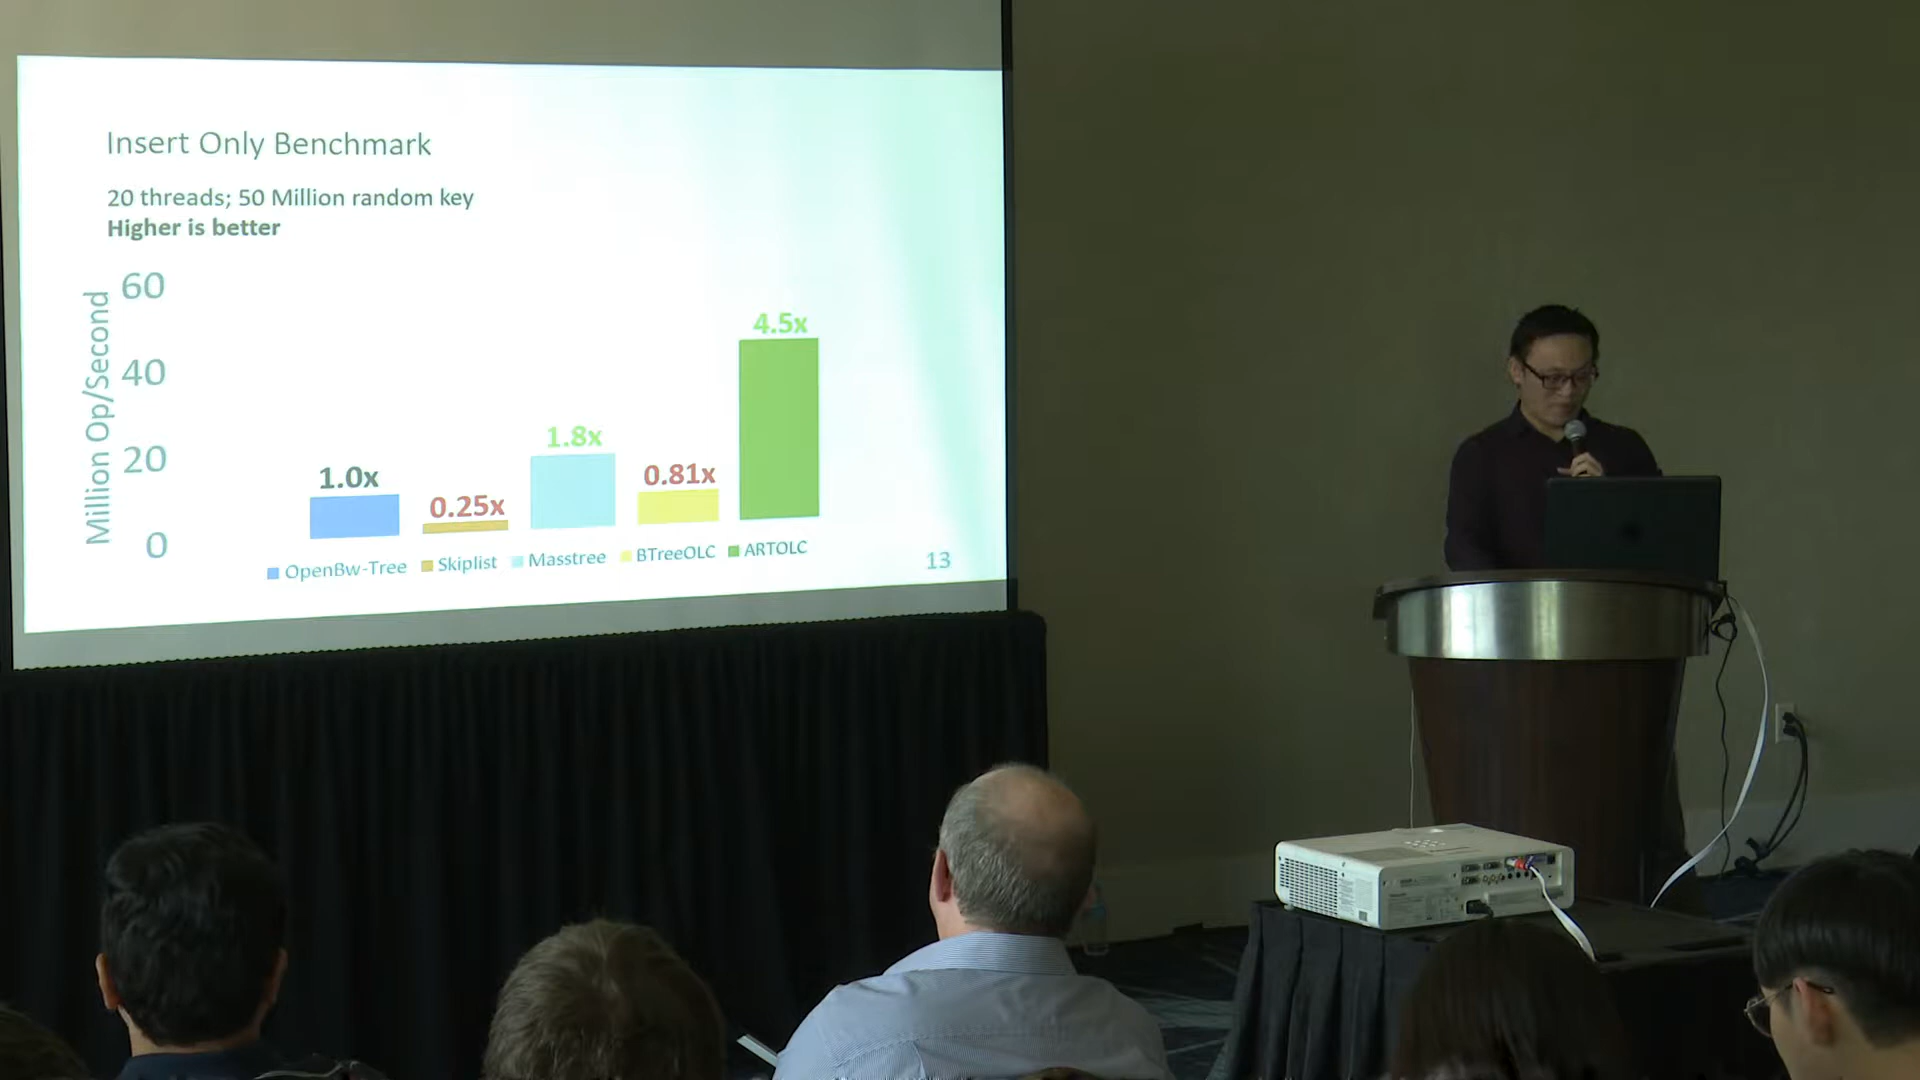 Insert Only Benchmark
20 threads; 50 Million random key
Higher is better
Million Op/Second
60
40
20
0
1.0x
0.25x
1.8x
0.81x
4.5x
OpenBw-Tree Skiplist Masstree BTreeOLC ARTOLC
13